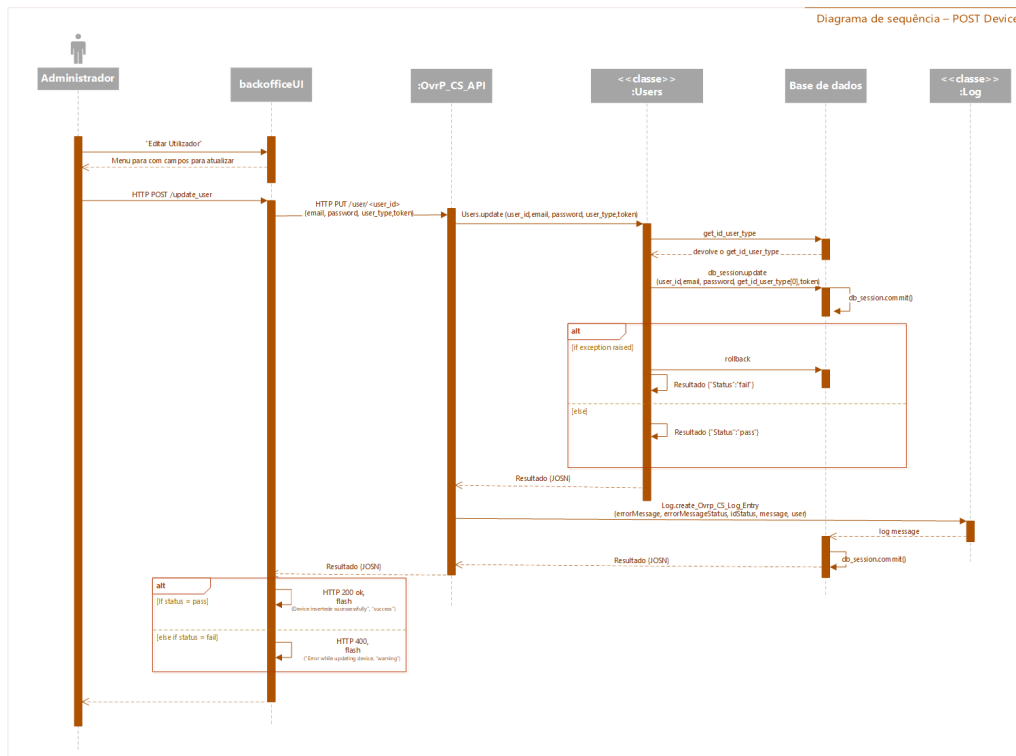 Diagrama de sequência – POST Device
Administrador
backofficeUI
:OvrP_CS_API
<<classe>>
:Users
Base de dados
<<classe>>
:Log
"Editar Utilizador"
Menu para com campos para atualizar
HTTP POST /update_user
HTTP PUT /user/<user_id>
(email, password, user_type,token)
Users.update (user_id,email, password, user_type,token)
get_id_user_type
devolve o get_id_user_type
db_session.update
(user_id,email, password, get_id_user_type[0],token)
db_session.commit()
alt
[if exception raised]
rollback
Resultado {"Status":"fail"}
[else]
Resultado {"Status":"pass"}
Resultado (JOSN)
Log.create_Ovrp_CS_Log_Entry
(errorMessage, errorMessageStatus, idStatus, message, user)
log message
db_session.commit()
Resultado (JOSN)
Resultado (JOSN)
alt
[If status = pass]
HTTP 200 ok,
flash
(Device insertede sucessefully", "success")
[else if status = fail]
HTTP 400,
flash
("Error while updating device, "warning")